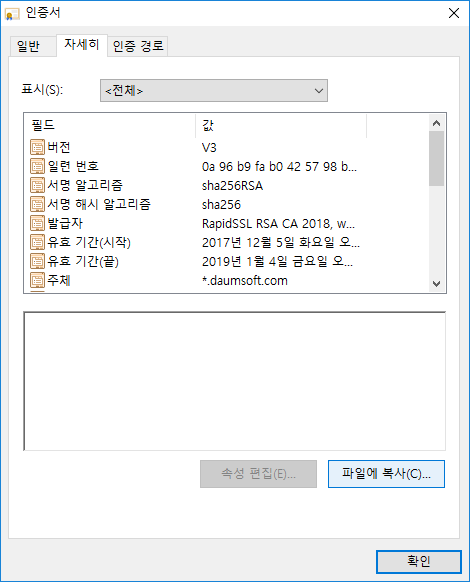 인증서
일반 자세히 인증 경로
표시(S): <전체>
필드 값
버전 V3
일련 번호 0a 96 b9 fa b0 42 57 98 b...
서명 알고리즘 sha256RSA
서명 해시 알고리즘 sha256
발급자 RapidSSL RSA CA 2018, w...
유효 기간(시작) 2017년 12월 5일 화요일 오...
유효 기간(끝) 2019년 1월 4일 금요일 오...
주체 *.daumsoft.com
속성 편집(E)... 파일에 복사(C)...
확인